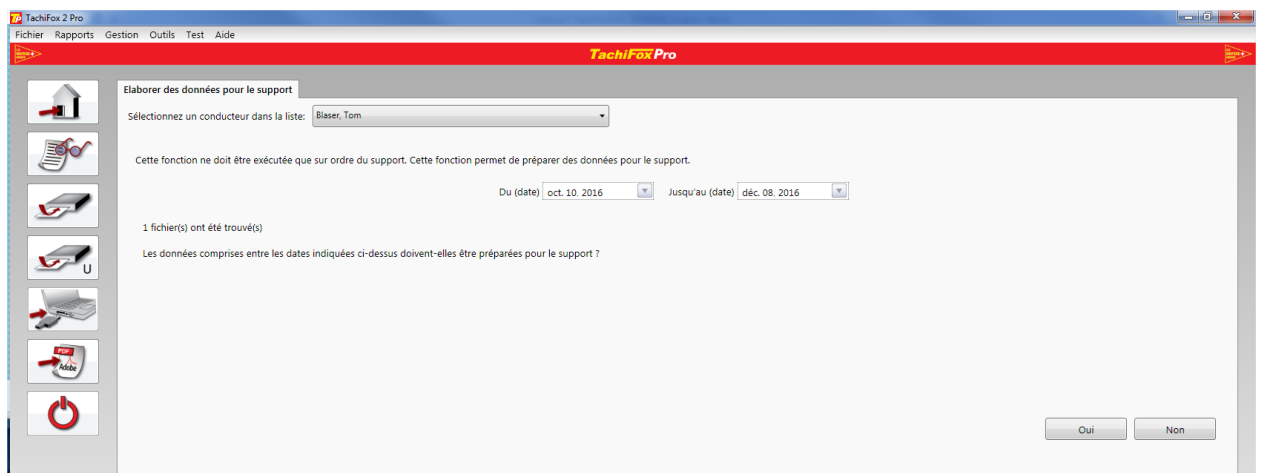 TachiFox 2 Pro
Fichier Rapports Gestion Outils Test Aide
TachiFox Pro
Elaborer des données pour le support
Sélectionnez un conducteur dans la liste: Blaser, Tom
Cette fonction ne doit être exécutée que sur ordre du support. Cette fonction permet de préparer des données pour le support.
Du (date) oct. 10, 2016 Jusqu'au (date) déc. 08, 2016
1 fichier(s) ont été trouvé(s)
Les données comprises entre les dates indiquées ci-dessus doivent-elles être préparées pour le support ?
U
PDF
Adobe
Oui Non